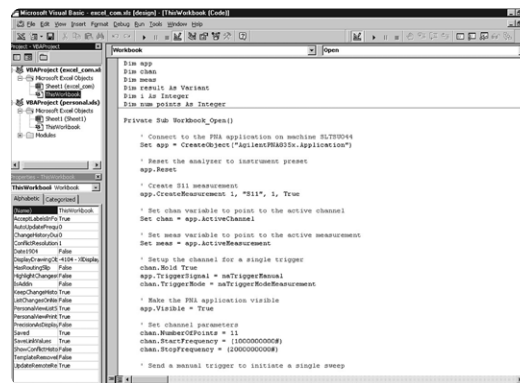 Microsoft Visual Basic - excel_com.xls [design] - [ThisWorkbook (Code)]
File Edit View Insert Format Debug Run Tools Window Help
Project - VBAProject
VBAProject (excel_com.xls)
Microsoft Excel Objects
Sheet1 (excel_com)
ThisWorkbook
VBAProject (personal.xls)
Microsoft Excel Objects
Sheet1 (Sheet1)
ThisWorkbook
Modules
Properties - ThisWorkbook
ThisWorkbook Workbook
Alphabetic Categorized
(Name) ThisWorkbook
AcceptLabelsInFo True
AutoUpdateFrequ 0
ChangeHistoryDu 0
ConflictResolution 1
Date1904 False
DisplayDrawingObj -4104 - xlDisplay
HasRoutingSlip False
HighlightChanges False
IsAddin False
KeepChangeHisto True
ListChangesOnNe False
PersonalViewListS True
PersonalViewPrint True
PrecisionAsDisplay False
Saved True
SaveLinkValues True
ShowConflictHisto False
TemplateRemoveE False
UpdateRemoteRe True
Workbook Open
Dim app
Dim chan
Dim meas
Dim result As Variant
Dim i As Integer
Dim num_points As Integer
Private Sub Workbook_Open()
' Connect to the PNA application on machine
Set app = CreateObject("AgilentPNA835x.Application")
' Reset the analyzer to instrument preset
app.Reset
' Create S11 measurement
app.CreateMeasurement 1, "S11", 1, True
' Set chan variable to point to the active channel
Set chan = app.ActiveChannel
' Set meas variable to point to the active measurement
Set meas = app.ActiveMeasurement
' Setup the channel for a single trigger
chan.Hold True
app.TriggerSignal = naTriggerManual
chan.TriggerMode = naTriggerModeMeasurement
' Make the PNA application visible
app.Visible = True
' Set channel parameters
chan.NumberOfPoints = 11
chan.StartFrequency = (1000000000#)
chan.StopFrequency = (2000000000#)
' Send a manual trigger to initiate a single sweep